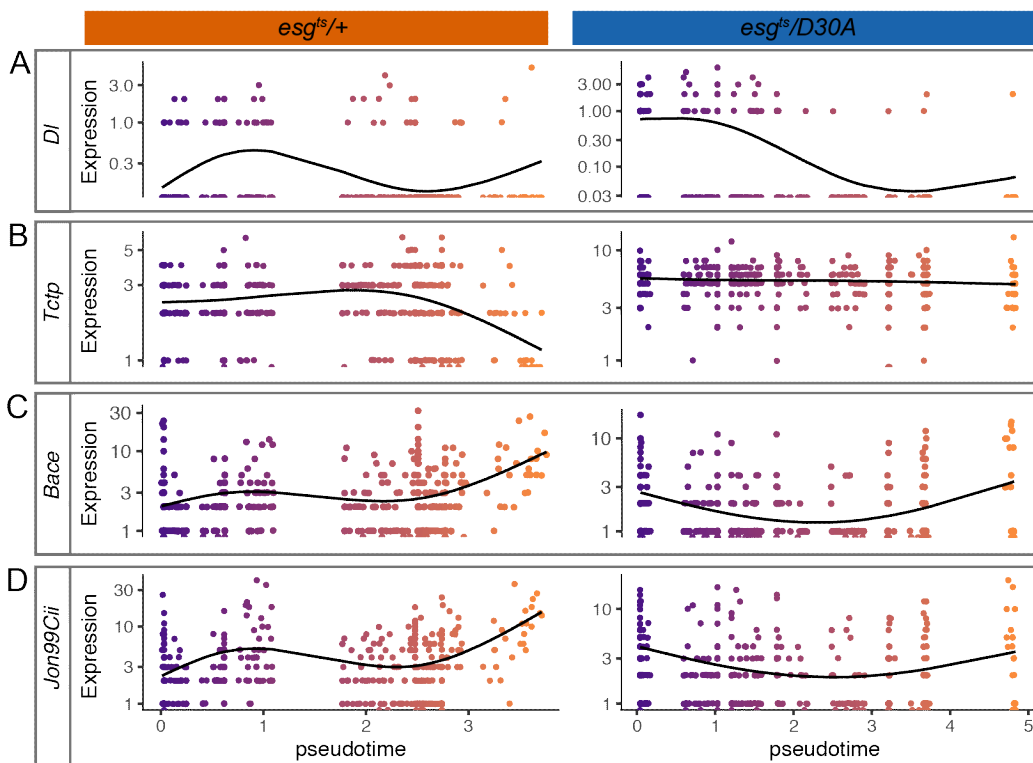 esgᵗˢ/+ esgᵗˢ/D30A
A Dl Expression 3.0 1.0 0.3 3.00 1.00 0.30 0.10 0.03
B Tctp Expression 5 3 1 10 3 1
C Bace Expression 30 10 3 1 10 3 1
D Jon99Cii Expression 30 10 3 1 10 3 1
0 1 2 3 0 1 2 3 4 5
pseudotime pseudotime